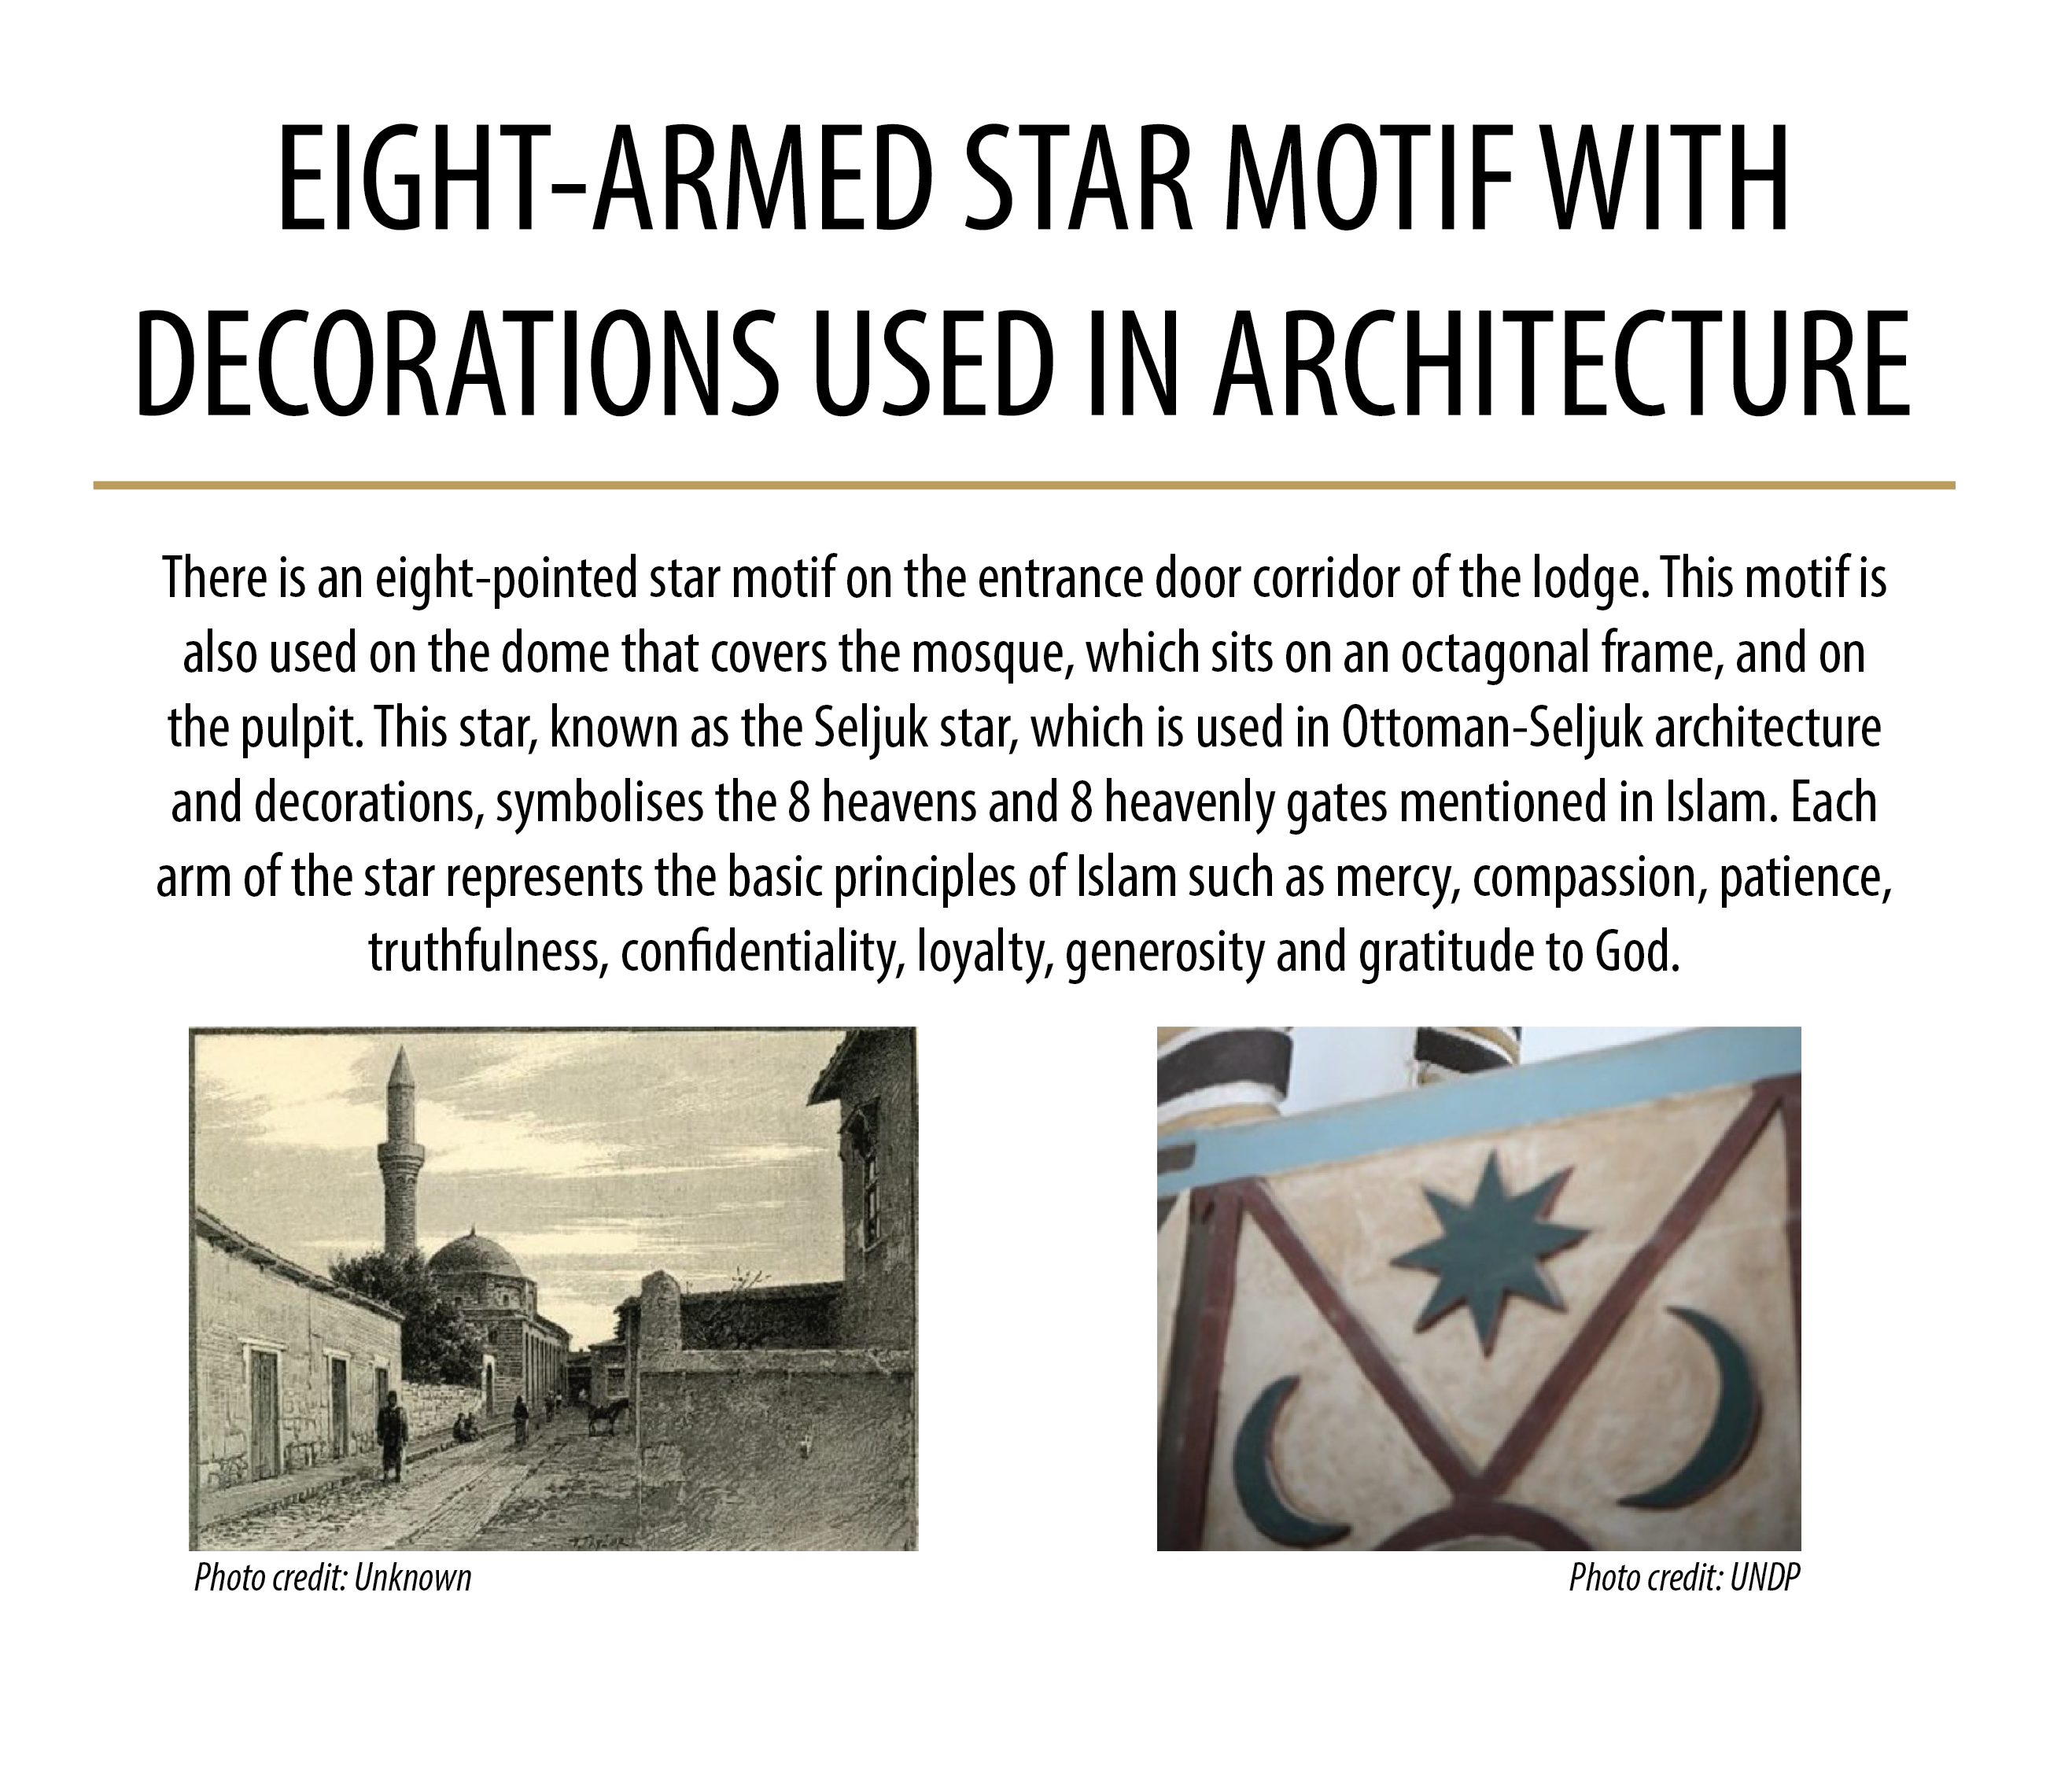 EIGHT-ARMED STAR MOTIF WITH
DECORATIONS USED IN ARCHITECTURE
There is an eight-pointed star motif on the entrance door corridor of the lodge. This motif is
also used on the dome that covers the mosque, which sits on an octagonal frame, and on
the pulpit. This star, known as the Seljuk star, which is used in Ottoman-Seljuk architecture
and decorations, symbolises the 8 heavens and 8 heavenly gates mentioned in Islam. Each
arm of the star represents the basic principles of Islam such as mercy, compassion, patience,
truthfulness, confidentiality, loyalty, generosity and gratitude to God.
Photo credit: Unknown
Photo credit: UNDP